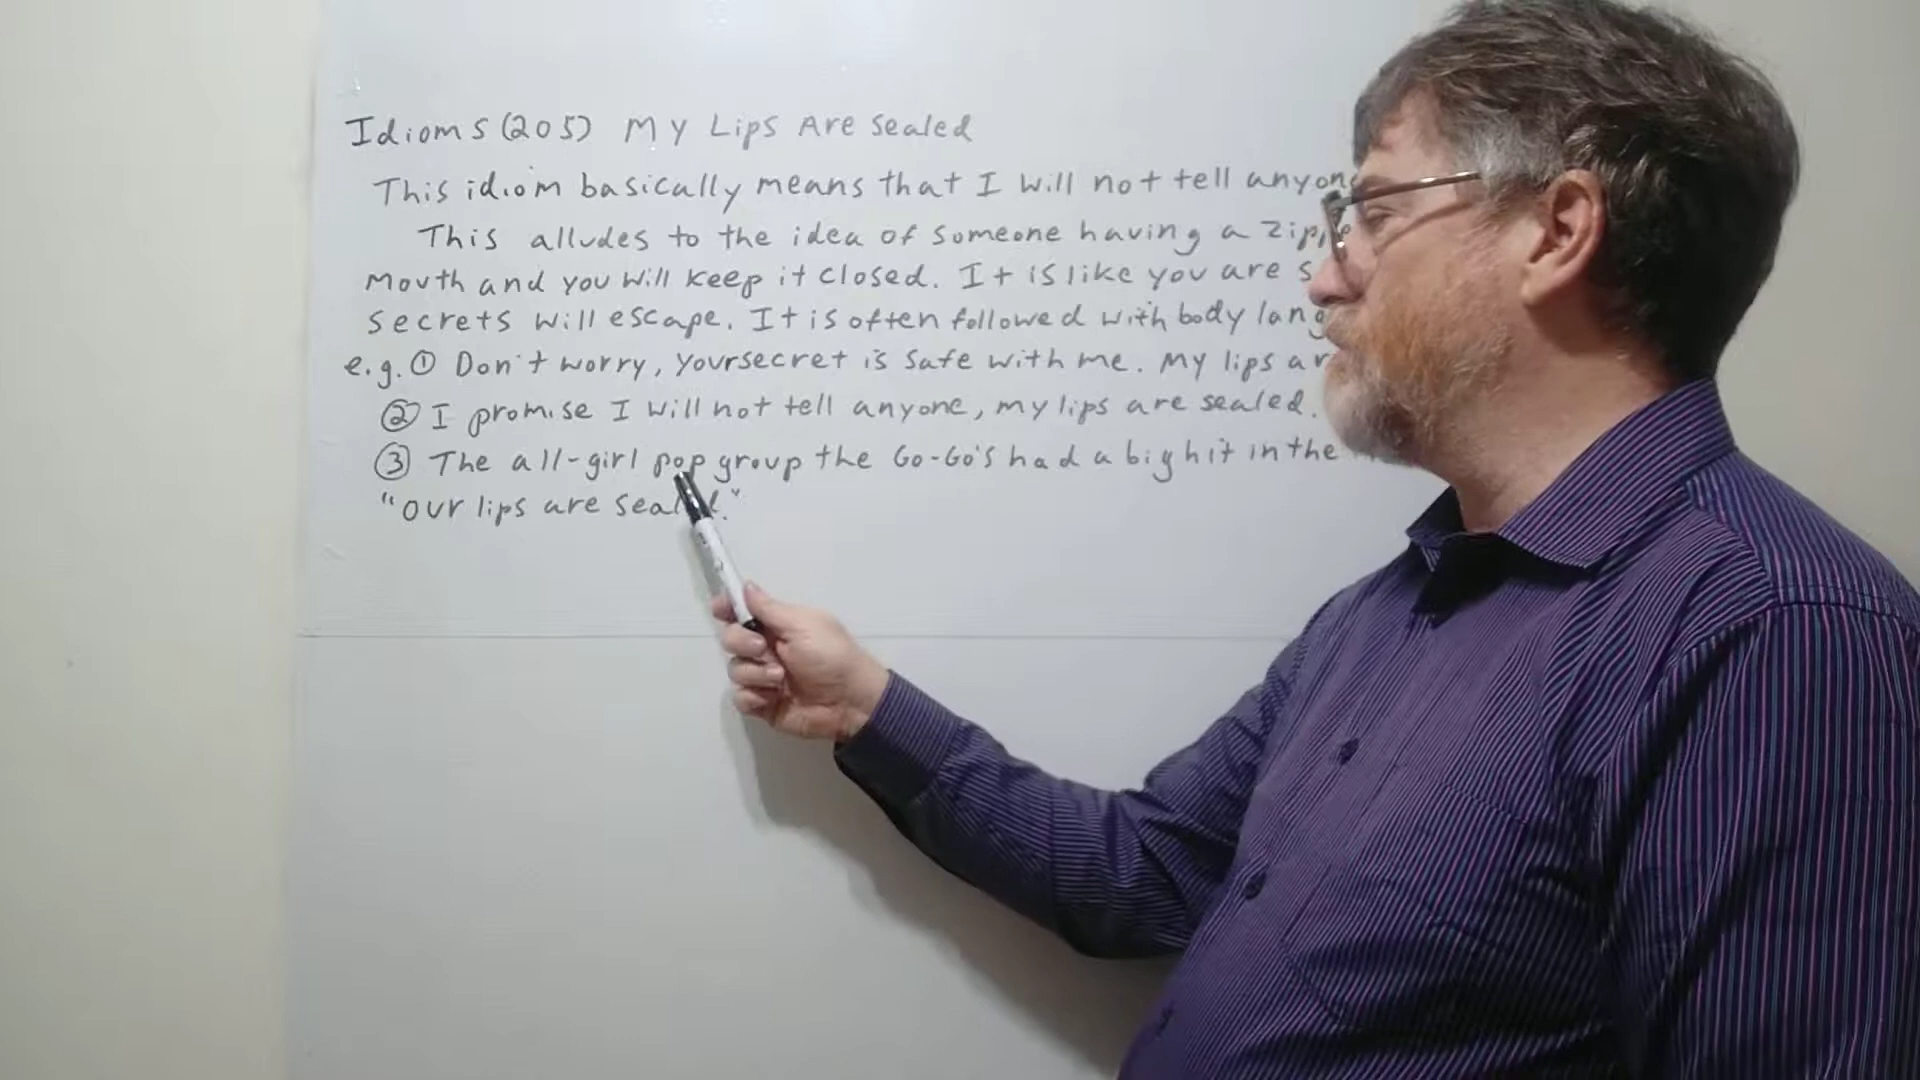 Idioms (205) My Lips Are Sealed
This idiom basically means that I will not tell
This alludes to the idea of someone having a
mouth and you will keep it closed. It is like you are
secrets will escape. It is often followed with body
e.g. ① Don't worry, your secret is safe with me. My lips
② I promise I will not tell anyone, my lips are sealed.
③ The all-girl pop group the Go-Go's had a big hit in the
"Our lips are sealed."